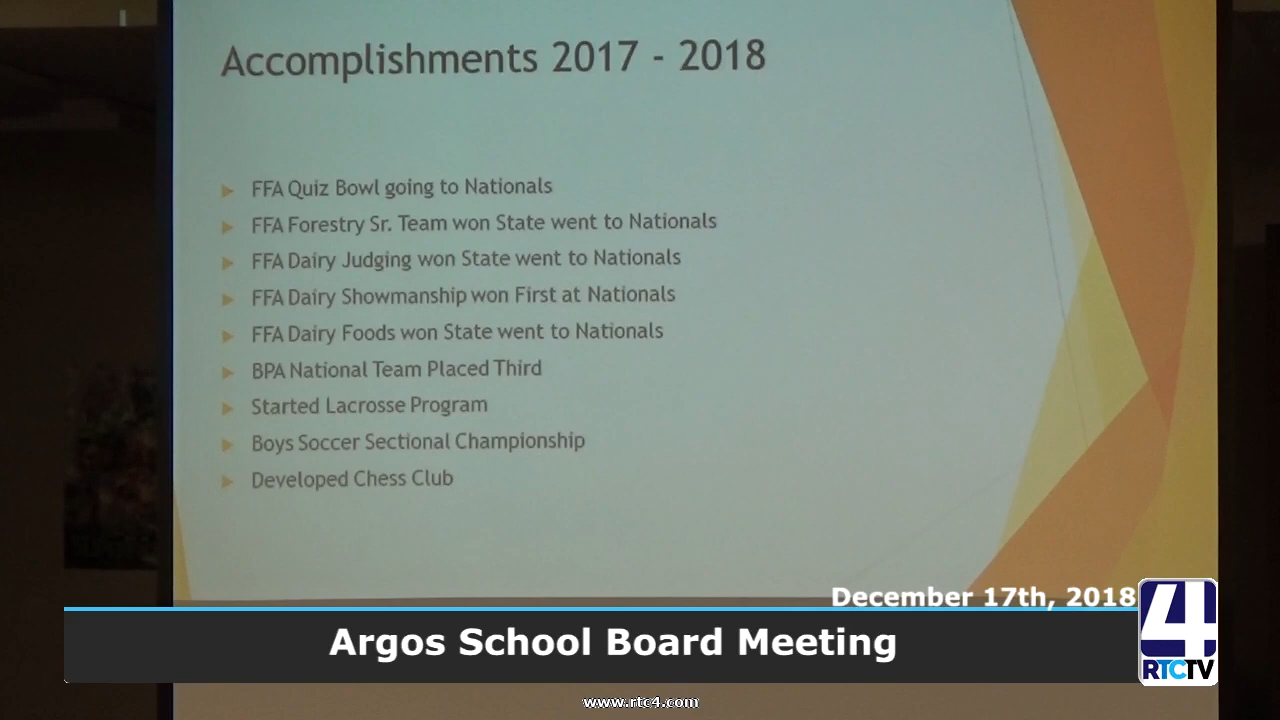 Accomplishments 2017 - 2018
FFA Quiz Bowl going to Nationals
FFA Forestry Sr. Team won State went to Nationals
FFA Dairy Judging won State went to Nationals
FFA Dairy Showmanship won First at Nationals
FFA Dairy Foods won State went to Nationals
BPA National Team Placed Third
Started Lacrosse Program
Boys Soccer Sectional Championship
Developed Chess Club
December 17th, 2018
Argos School Board Meeting
4
RTCTV
www.rtc4.com